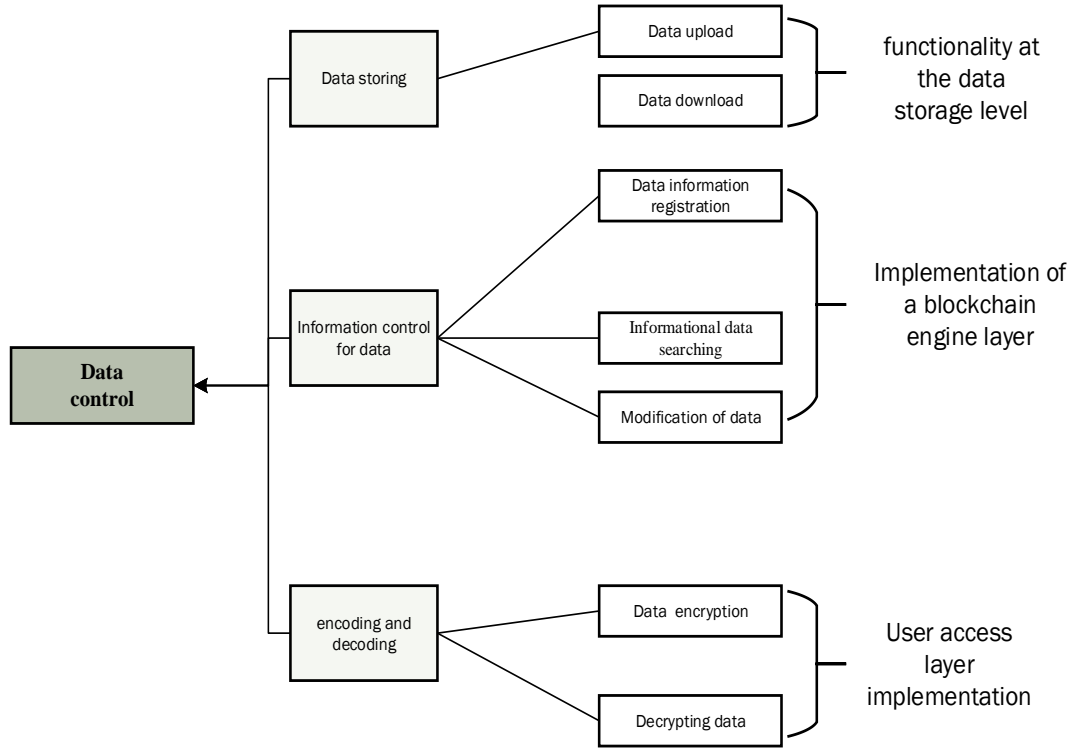 Data upload
Data storing
Data download
functionality at
the data
storage level
Data information
registration
Information control
for data
Informational data
searching
Modification of data
Implementation of
a blockchain
engine layer
Data
control
encoding and
decoding
Data encryption
Decrypting data
User access
layer
implementation